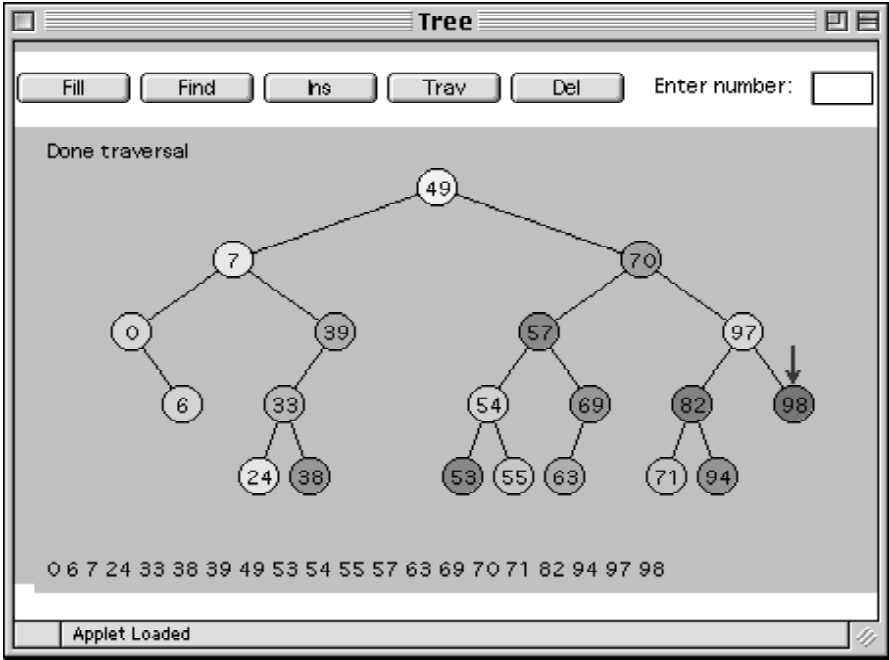 Tree
Fill Find Ins Trav Del Enter number:
Done traversal
49
7 70
0 39 57 97
6 33 54 69 82 98
24 38 53 55 63 71 94
0 6 7 24 33 38 39 49 53 54 55 57 63 69 70 71 82 94 97 98
Applet Loaded